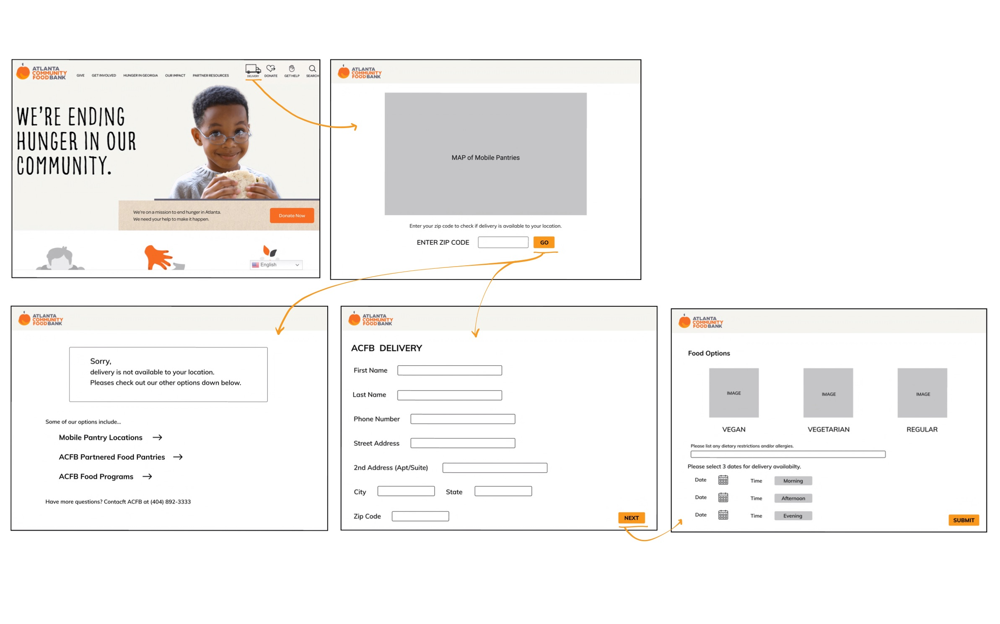 ATLANTA
COMMUNITY
FOODBANK
GIVE
GET INVOLVED
HUNGER IN GEORGIA
OUR IMPACT
PARTNER RESOURCES
DELIVERY
DONATE
GET HELP
SEARCH
WE'RE ENDING
HUNGER IN OUR
COMMUNITY.
We're on a mission to end hunger in Atlanta.
We need your help to make it happen.
Donate Now
English
ATLANTA
COMMUNITY
FOODBANK
MAP of Mobile Pantries
Enter your zip code to check if delivery is available to your location.
ENTER ZIP CODE
GO
ATLANTA
COMMUNITY
FOODBANK
Sorry,
delivery is not available to your location.
Pleases check out our other options down below.
Some of our options include...
Mobile Pantry Locations →
ACFB Partnered Food Pantries →
ACFB Food Programs →
Have more questions? Contacft ACFB at (404) 892-3333
ATLANTA
COMMUNITY
FOODBANK
ACFB DELIVERY
First Name
Last Name
Phone Number
Street Address
2nd Address (Apt/Suite)
City State
Zip Code
NEXT
ATLANTA
COMMUNITY
FOODBANK
Food Options
IMAGE IMAGE IMAGE
VEGAN VEGETARIAN REGULAR
Please list any dietary restrictions and/or allergies.
Please select 3 dates for delivery availabilty.
Date Time Morning
Date Time Afternoon
Date Time Evening
SUBMIT